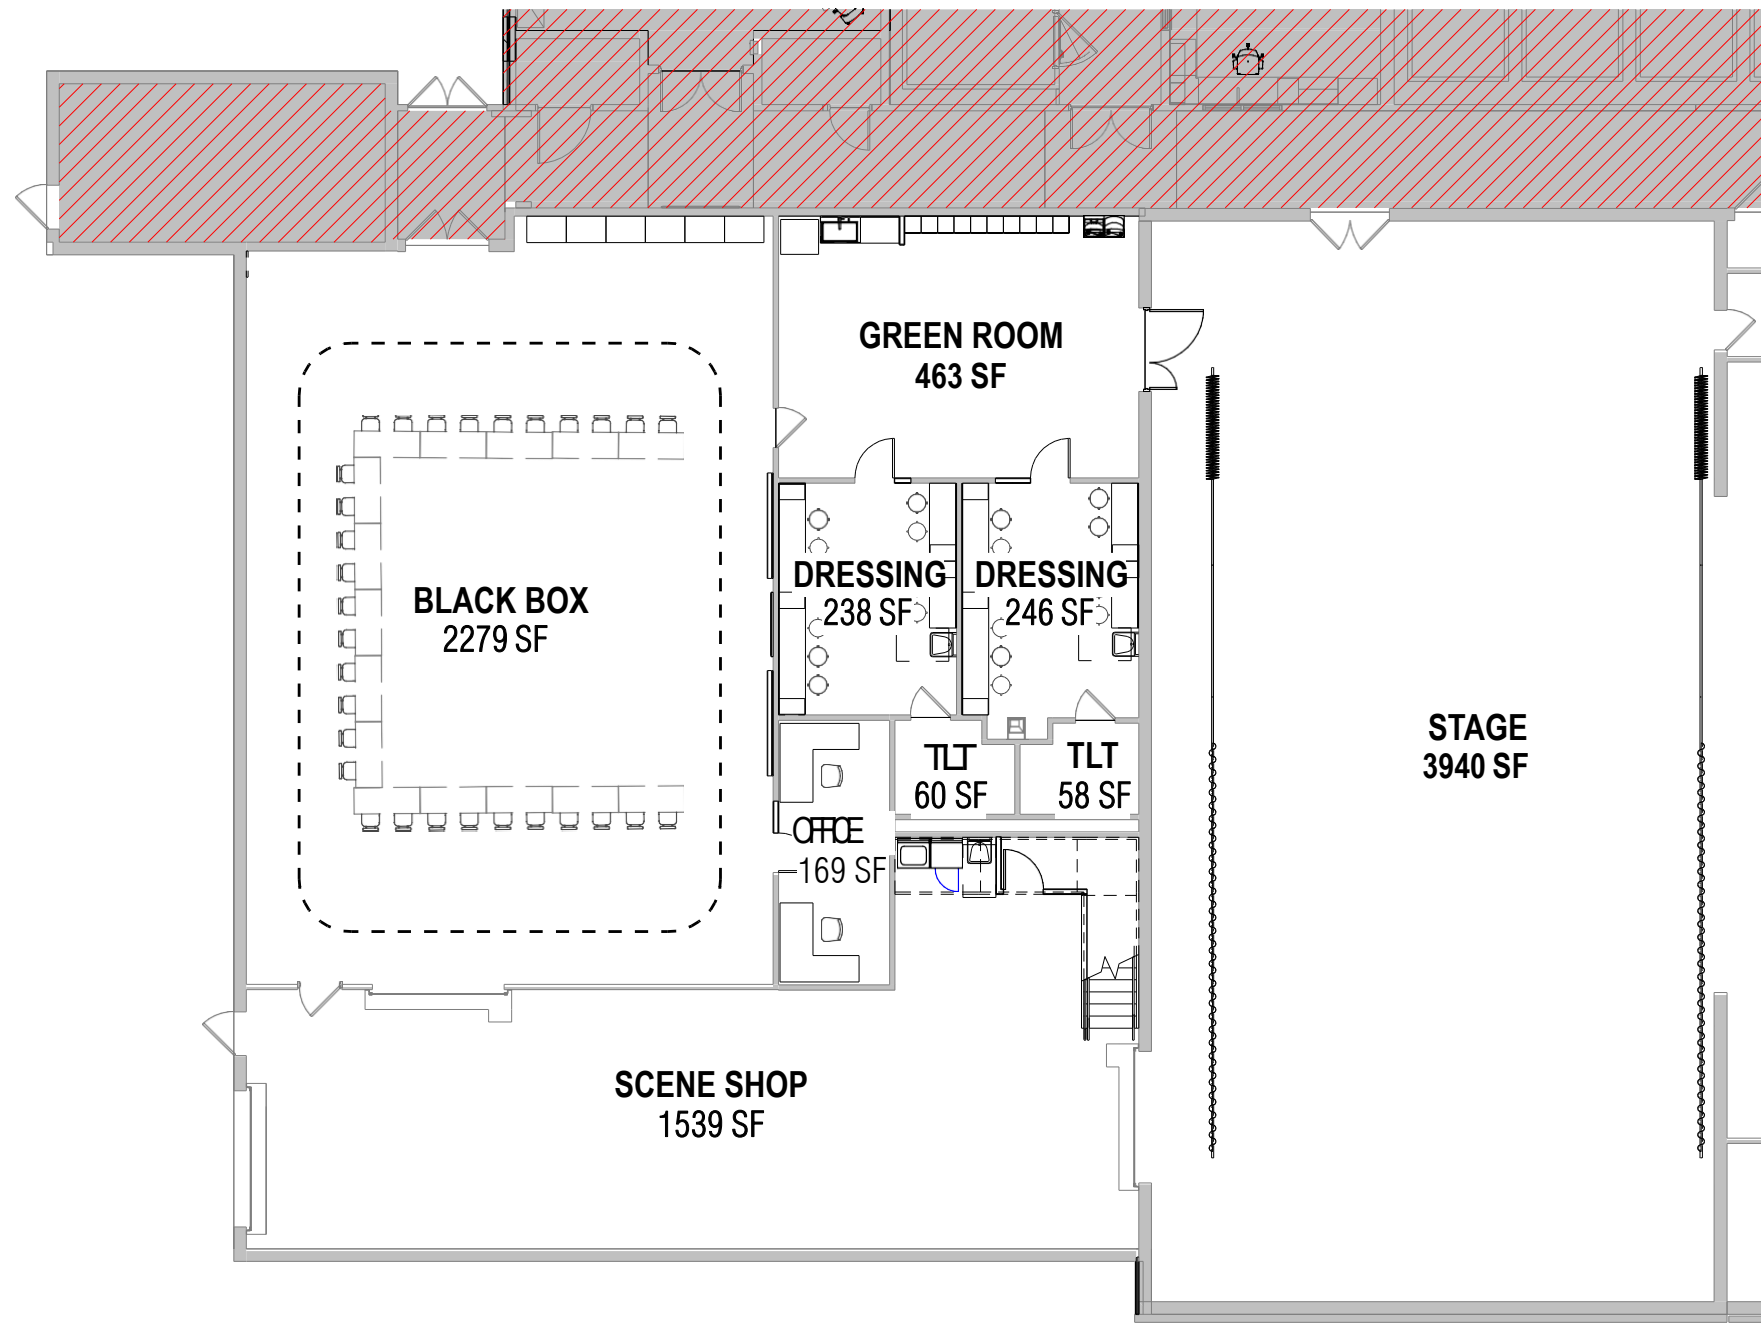 GREEN ROOM
463 SF
DRESSING
238 SF
DRESSING
246 SF
BLACK BOX
2279 SF
STAGE
3940 SF
TLT
60 SF
TLT
58 SF
OFFICE
169 SF
SCENE SHOP
1539 SF